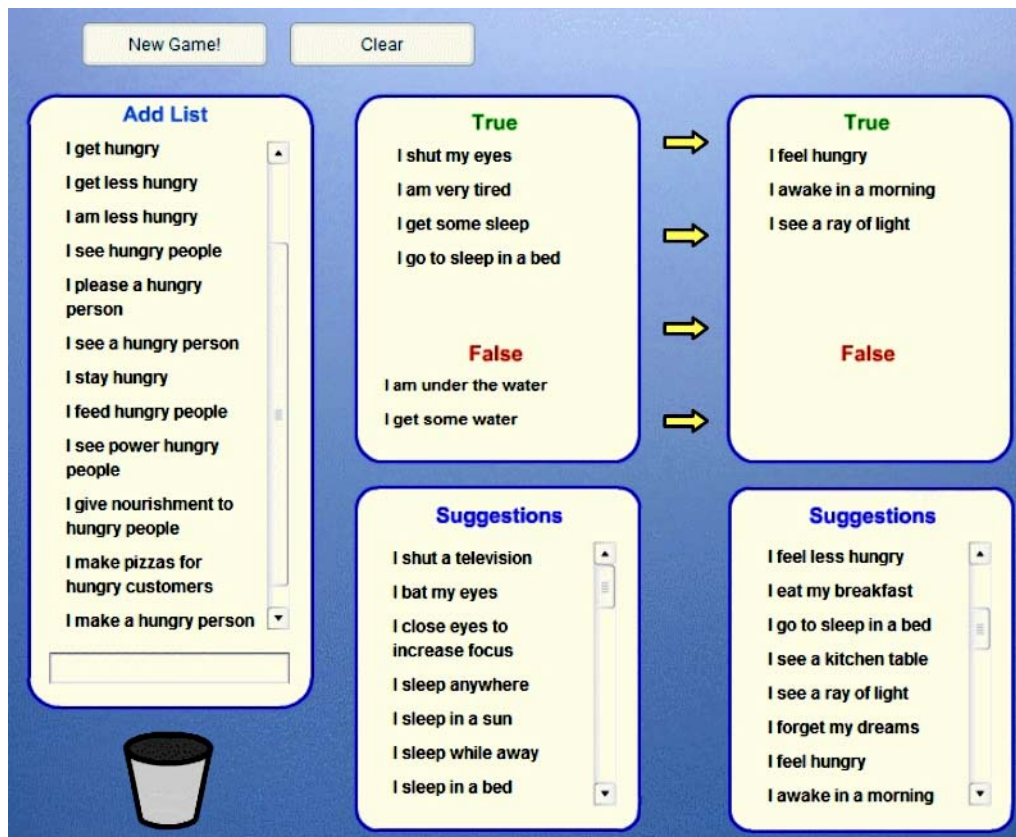 New Game!
Clear
Add List
I get hungry
I get less hungry
I am less hungry
I see hungry people
I please a hungry
person
I see a hungry person
I stay hungry
I feed hungry people
I see power hungry
people
I give nourishment to
hungry people
I make pizzas for
hungry customers
I make a hungry person
True
I shut my eyes
I am very tired
I get some sleep
I go to sleep in a bed
False
I am under the water
I get some water
True
I feel hungry
I awake in a morning
I see a ray of light
False
Suggestions
I shut a television
I bat my eyes
I close eyes to
increase focus
I sleep anywhere
I sleep in a sun
I sleep while away
I sleep in a bed
Suggestions
I feel less hungry
I eat my breakfast
I go to sleep in a bed
I see a kitchen table
I see a ray of light
I forget my dreams
I feel hungry
I awake in a morning